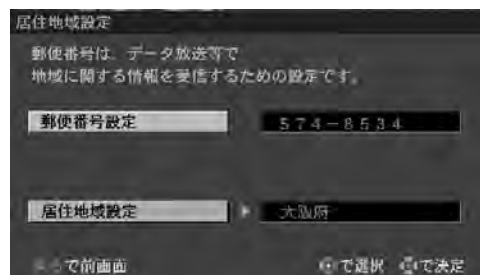 居住地域設定
郵便番号は、データ放送等で
地域に関する情報を受信するための設定です。
郵便番号設定
574-8534
居住地域設定
大阪府
で前画面
で選択 で決定